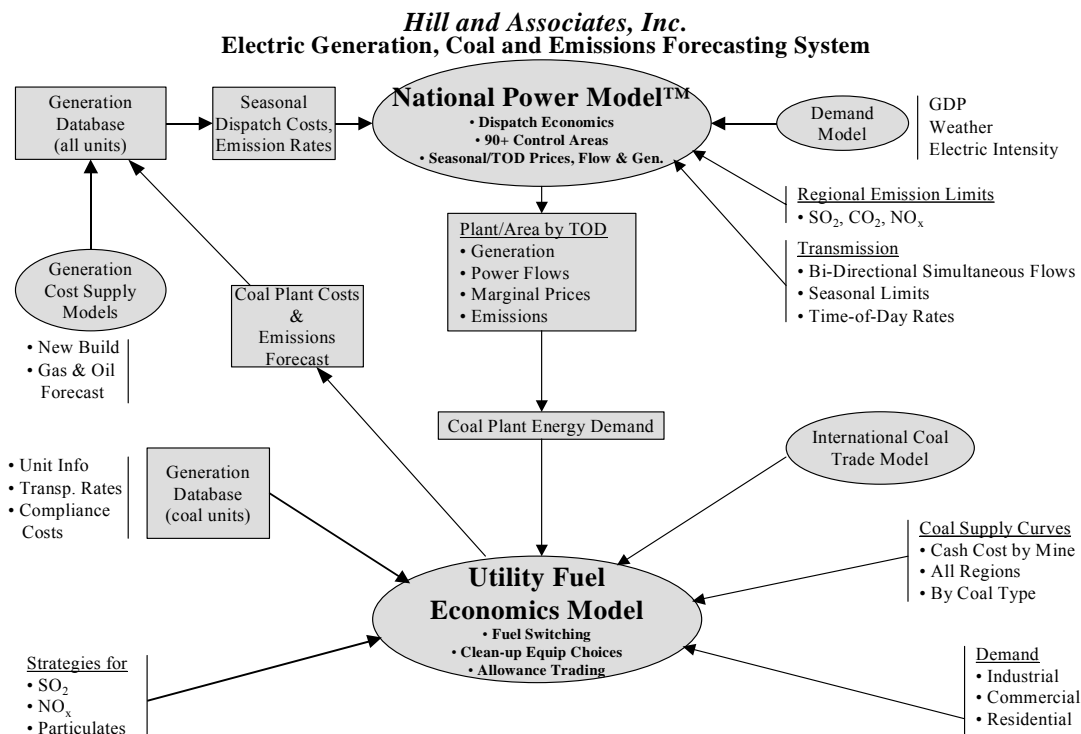 Hill and Associates, Inc.
Electric Generation, Coal and Emissions Forecasting System
Generation
Database
(all units)
Seasonal
Dispatch Costs,
Emission Rates
National Power Model™
• Dispatch Economics
• 90+ Control Areas
• Seasonal/TOD Prices, Flow & Gen.
Demand
Model
GDP
Weather
Electric Intensity
Regional Emission Limits
• SO₂, CO₂, NOₓ
Transmission
• Bi-Directional Simultaneous Flows
• Seasonal Limits
• Time-of-Day Rates
Plant/Area by TOD
• Generation
• Power Flows
• Marginal Prices
• Emissions
Generation
Cost Supply
Models
• New Build
• Gas & Oil
Forecast
Coal Plant Costs
&
Emissions
Forecast
Coal Plant Energy Demand
International Coal
Trade Model
• Unit Info
• Transp. Rates
• Compliance
Costs
Generation
Database
(coal units)
Coal Supply Curves
• Cash Cost by Mine
• All Regions
• By Coal Type
Utility Fuel
Economics Model
• Fuel Switching
• Clean-up Equip Choices
• Allowance Trading
Strategies for
• SO₂
• NOₓ
• Particulates
Demand
• Industrial
• Commercial
• Residential